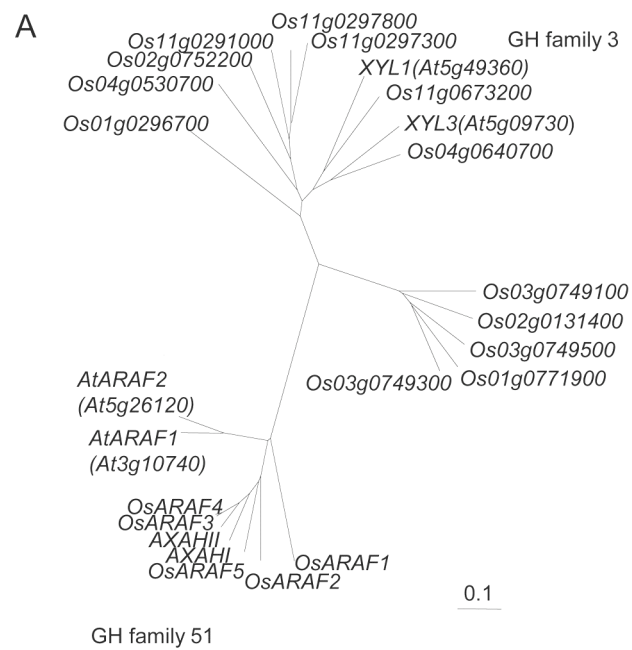 A
Os11g0297800
Os11g0291000
Os11g0297300
GH family 3
Os02g0752200
XYL1(At5g49360)
Os04g0530700
Os11g0673200
Os01g0296700
XYL3(At5g09730)
Os04g0640700
Os03g0749100
Os02g0131400
Os03g0749500
Os03g0749300
Os01g0771900
AtARAF2
(At5g26120)
AtARAF1
(At3g10740)
OsARAF4
OsARAF3
AXAHII
AXAHI
OsARAF5
OsARAF2
OsARAF1
0.1
GH family 51